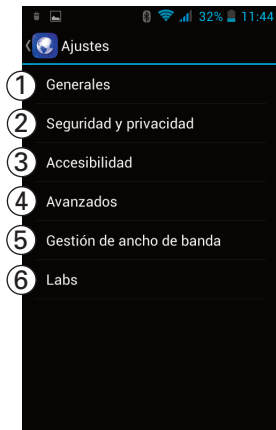 32% 11:44
Ajustes
1 Generales
2 Seguridad y privacidad
3 Accesibilidad
4 Avanzados
5 Gestión de ancho de banda
6 Labs